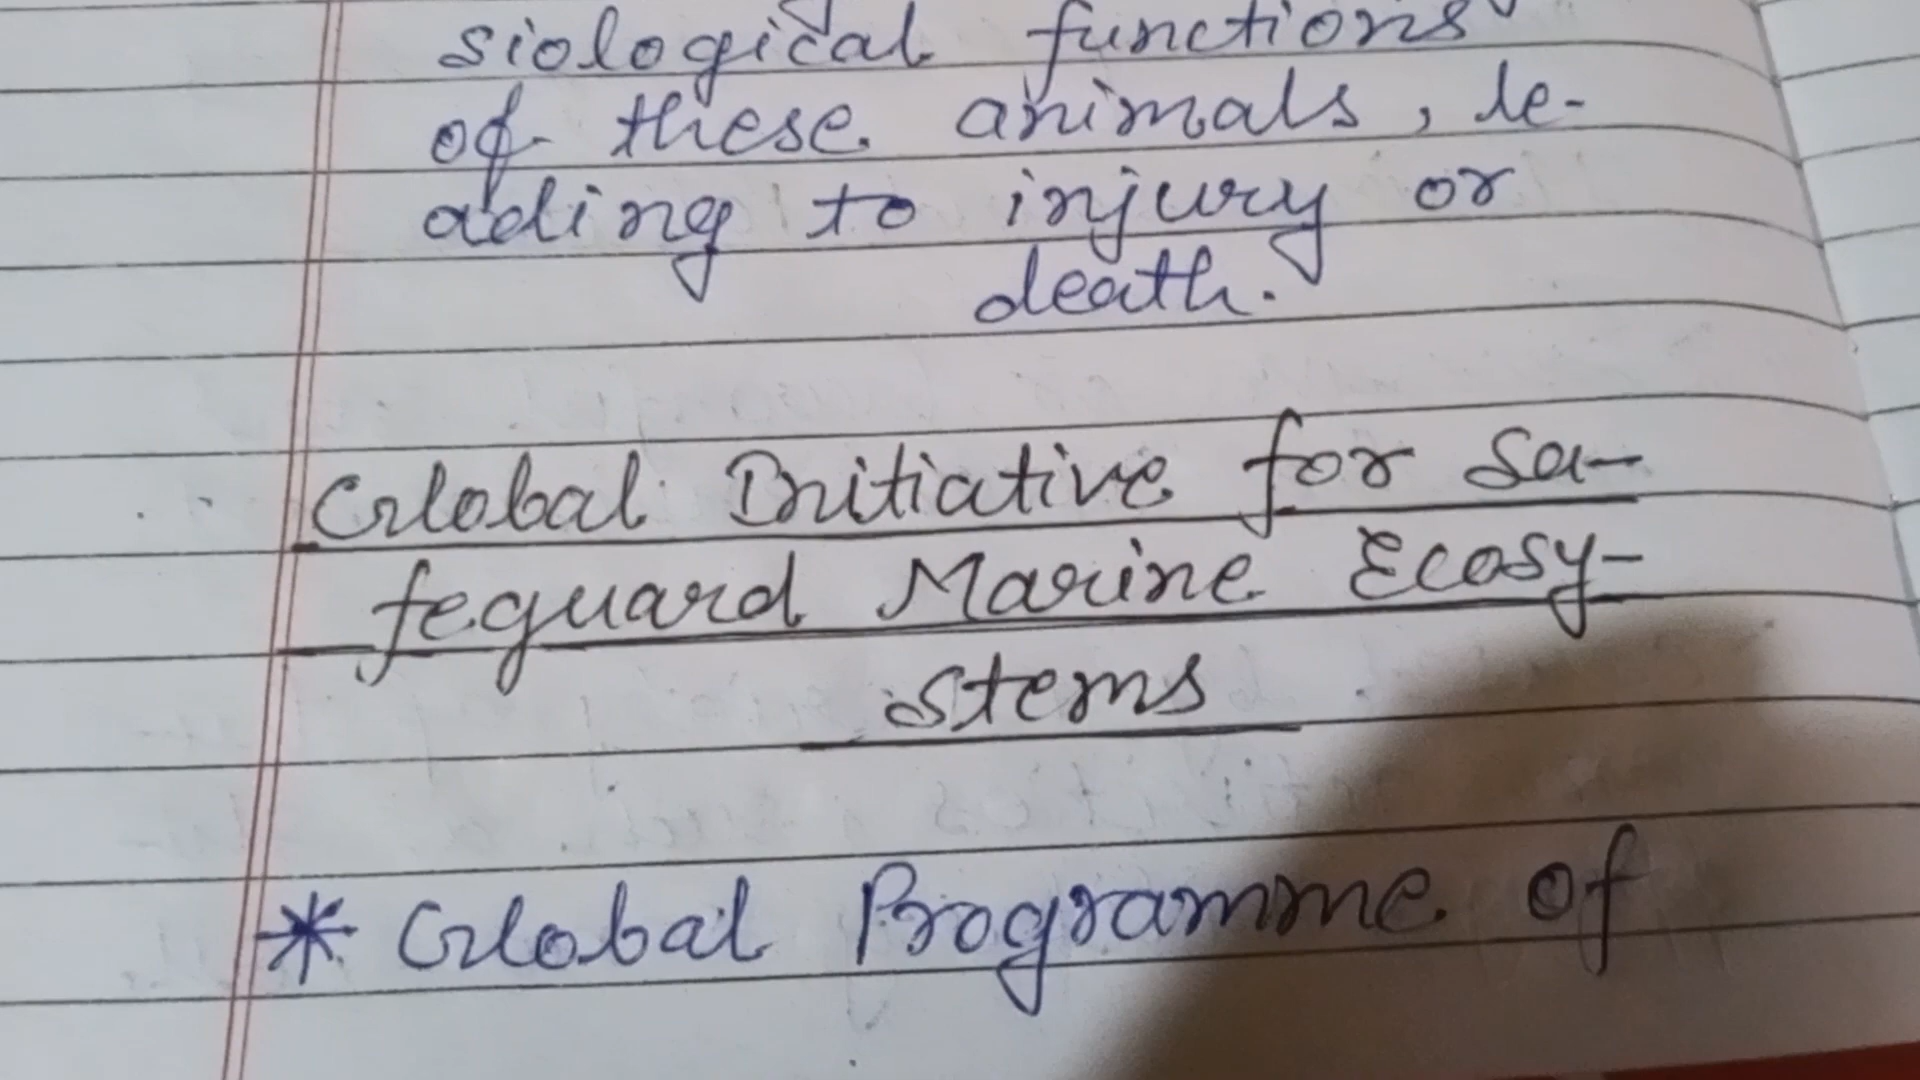 siological functions
of these animals, le-
ading to injury or
death.
Global Initiative for Sa-
feguard Marine Ecosy-
stems
* Global Programme of